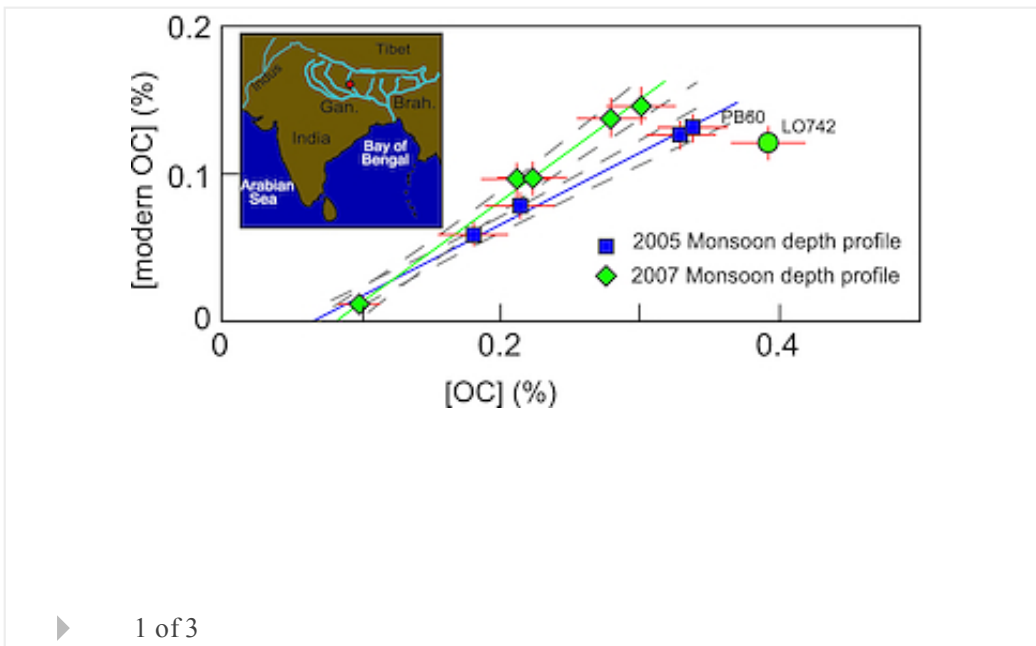 0.2
Tibet
Indus
Gan.
Brah.
India
Bay of
Bengal
Arabian
Sea
[modern OC] (%)
0.1
0
PB60
LO742
2005 Monsoon depth profile
2007 Monsoon depth profile
0
0.2
0.4
[OC] (%)
1 of 3